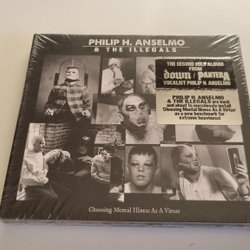 PHILIP H. ANSELMO
& THE ILLEGALS
THE SECOND SOLO ALBUM
FROM
DOWN / PANTERA
VOCALIST PHILIP H. ANSELMO
PHILIP H. ANSELMO
& THE ILLEGALS are back
and about to mercilessly install
Choosing Mental Illness As A Virtue
as a new benchmark for
extreme heaviness!
Choosing Mental Illness As A Virtue